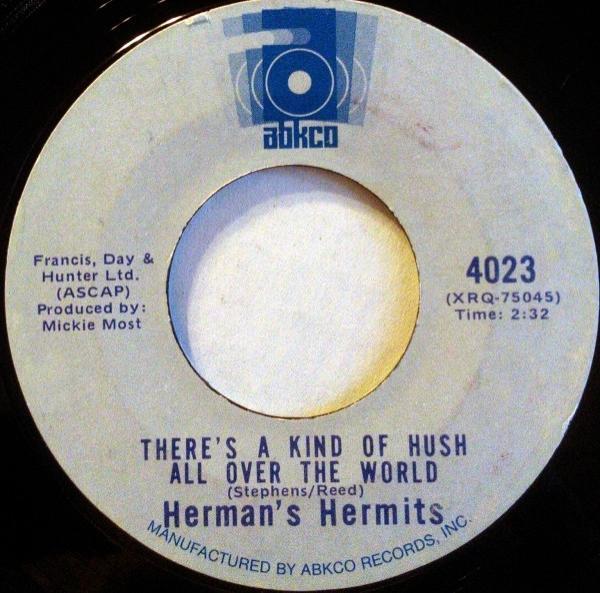 abkco
Francis, Day &
Hunter Ltd.
(ASCAP)
Produced by:
Mickie Most
4023
(XRQ-75045)
Time: 2:32
THERE'S A KIND OF HUSH
ALL OVER THE WORLD
(Stephens/Reed)
Herman's Hermits
MANUFACTURED BY ABKCO RECORDS, INC.